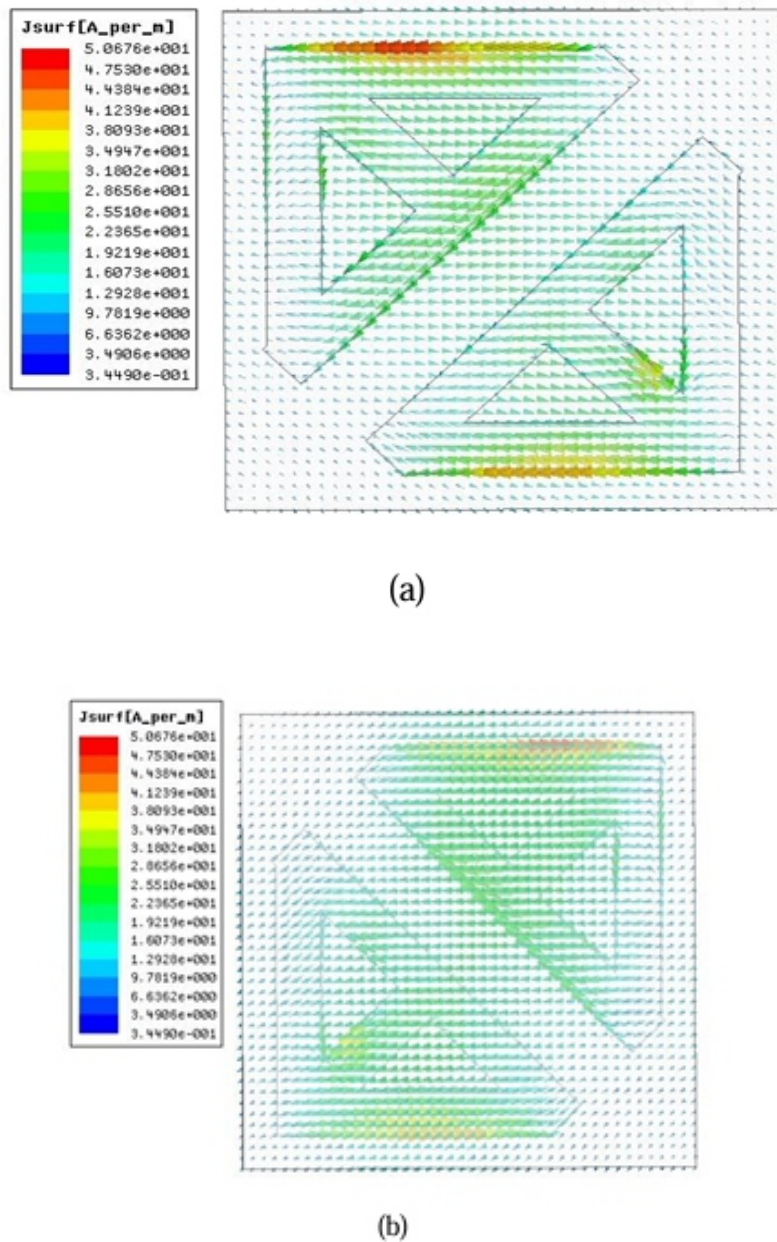 Jsurf[A_per_m]
5.0676e+001
4.7530e+001
4.4384e+001
4.1239e+001
3.8093e+001
3.4947e+001
3.1802e+001
2.8656e+001
2.5510e+001
2.2365e+001
1.9219e+001
1.6073e+001
1.2928e+001
9.7819e+000
6.6362e+000
3.4906e+000
3.4490e-001
(a)
Jsurf[A_per_m]
5.0676e+001
4.7530e+001
4.4384e+001
4.1239e+001
3.8093e+001
3.4947e+001
3.1802e+001
2.8656e+001
2.5510e+001
2.2365e+001
1.9219e+001
1.6073e+001
1.2928e+001
9.7819e+000
6.6362e+000
3.4906e+000
3.4490e-001
(b)